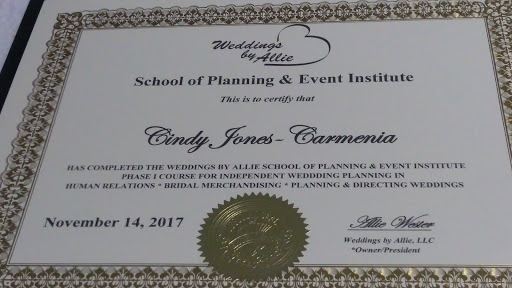 Weddings
by Allie
School of Planning & Event Institute
This is to certify that
Cindy Jones-Carmenia
HAS COMPLETED THE WEDDINGS BY ALLIE SCHOOL OF PLANNING & EVENT INSTITUTE
PHASE I COURSE FOR INDEPENDENT WEDDDING PLANNING IN
HUMAN RELATIONS * BRIDAL MERCHANDISING * PLANNING & DIRECTING WEDDINGS
November 14, 2017
Allie Wester
Weddings by Allie, LLC
*Owner/President